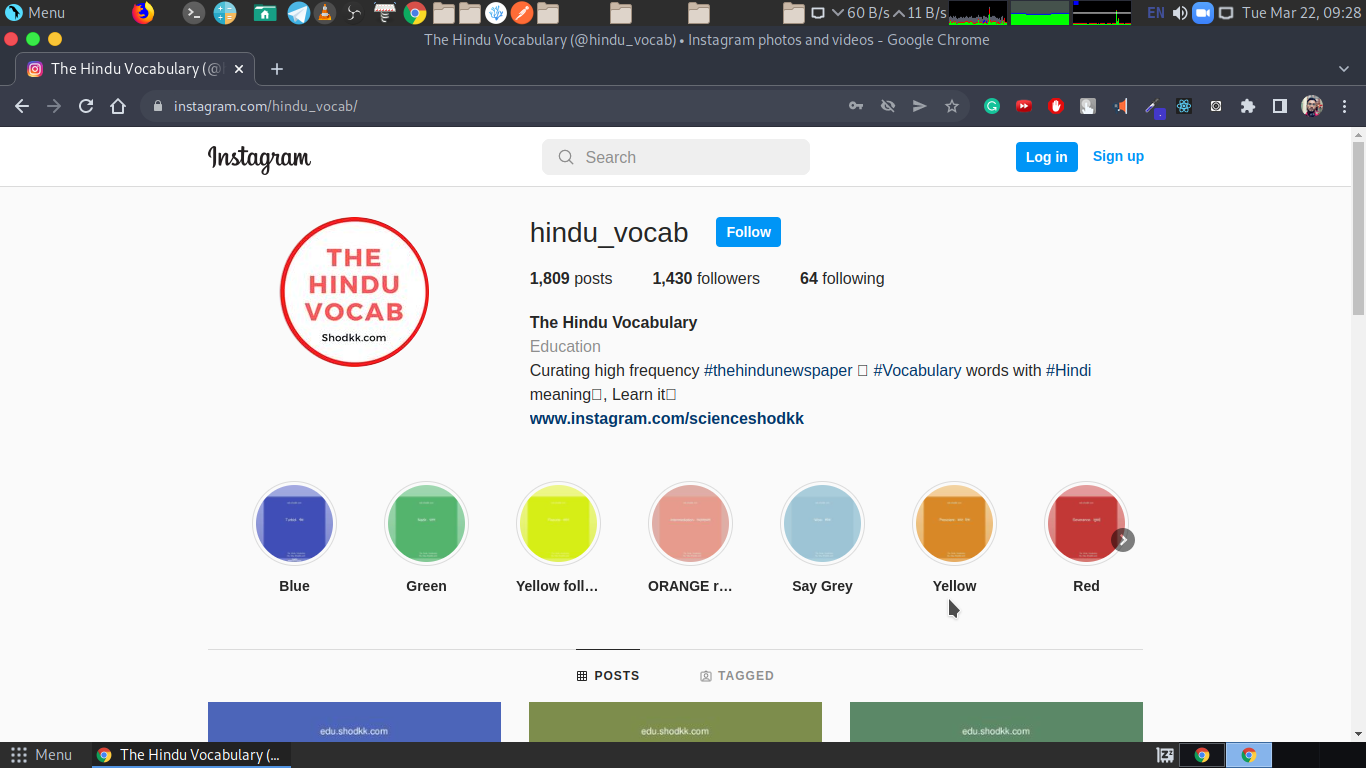 Menu
60 B/s 11 B/s
EN
Tue Mar 22, 09:28
The Hindu Vocabulary (@hindu_vocab) • Instagram photos and videos - Google Chrome
The Hindu Vocabulary (@
instagram.com/hindu_vocab/
Instagram
Search
Log in
Sign up
THE
HINDU
VOCAB
Shodkk.com
hindu_vocab
Follow
1,809 posts 1,430 followers 64 following
The Hindu Vocabulary
Education
Curating high frequency #thehindunewspaper #Vocabulary words with #Hindi
meaning, Learn it
www.instagram.com/scienceshodkk
Blue Green Yellow foll... ORANGE r... Say Grey Yellow Red
POSTS TAGGED
edu.shodkk.com edu.shodkk.com edu.shodkk.com
Menu The Hindu Vocabulary (...